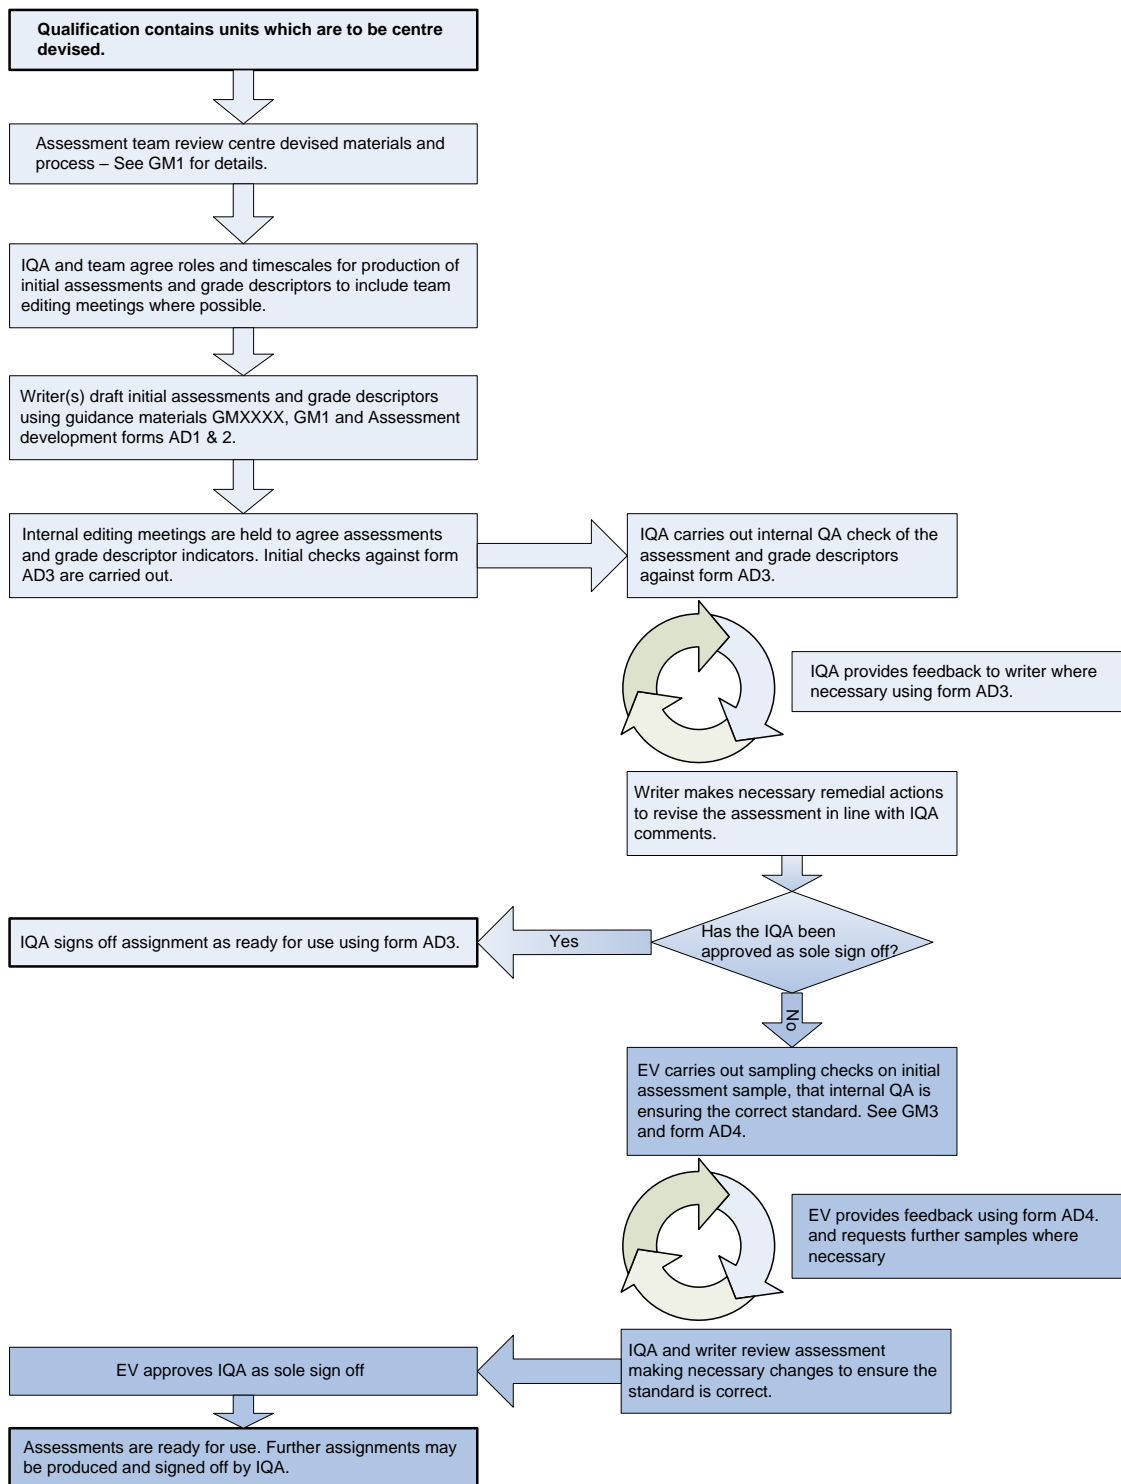 Qualification contains units which are to be centre
devised.
Assessment team review centre devised materials and
process – See GM1 for details.
IQA and team agree roles and timescales for production of
initial assessments and grade descriptors to include team
editing meetings where possible.
Writer(s) draft initial assessments and grade descriptors
using guidance materials GMXXXX, GM1 and Assessment
development forms AD1 & 2.
Internal editing meetings are held to agree assessments
and grade descriptor indicators. Initial checks against form
AD3 are carried out.
IQA carries out internal QA check of the
assessment and grade descriptors
against form AD3.
IQA provides feedback to writer where
necessary using form AD3.
Writer makes necessary remedial actions
to revise the assessment in line with IQA
comments.
Has the IQA been
approved as sole sign off?
Yes
IQA signs off assignment as ready for use using form AD3.
No
EV carries out sampling checks on initial
assessment sample, that internal QA is
ensuring the correct standard. See GM3
and form AD4.
EV provides feedback using form AD4.
and requests further samples where
necessary
IQA and writer review assessment
making necessary changes to ensure the
standard is correct.
EV approves IQA as sole sign off
Assessments are ready for use. Further assignments may
be produced and signed off by IQA.